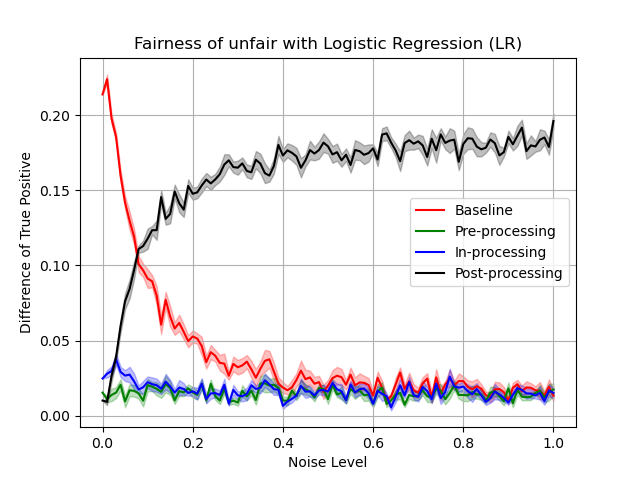 Fairness of unfair with Logistic Regression (LR)
Difference of True Positive
0.20
0.15
0.10
0.05
0.00
Baseline
Pre-processing
In-processing
Post-processing
0.0 0.2 0.4 0.6 0.8 1.0
Noise Level